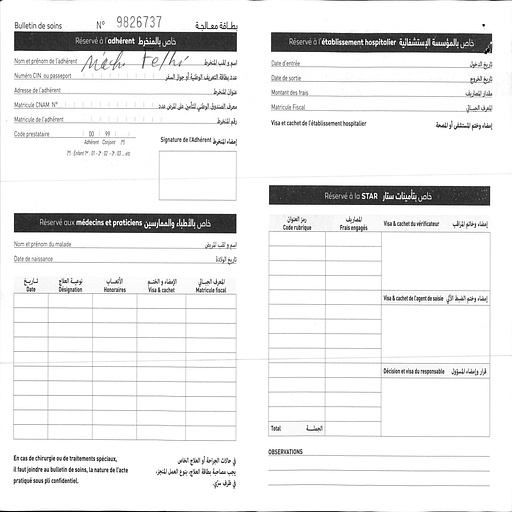 Bulletin de soins N° 9826737 بطاقة معالجة
Réservé à l'adhérent خاص بالمنخرط
Nom et prénom de l'adhérent اسم و لقب المنخرط
Numéro CIN ou passeport عدد بطاقة التعريف الوطنية أو جواز السفر
Adresse de l'adhérent عنوان المنخرط
Matricule CNAM N° معرف الصندوق الوطني للتأمين على المرض عدد
Matricule de l'adhérent رقم المنخرط
Code prestataire 00 99 (*)
Adhérent Conjoint
Signature de l'Adhérent إمضاء المنخرط
(*) : Enfant 1er : 01 - 2e : 02 - 3e : 03 ... etc
Réservé aux médecins et praticiens خاص بالأطباء والممارسين
Nom et prénom du malade اسم و لقب المريض
Date de naissance تاريخ الولادة
تاريخ نوعية العلاج الأتعاب الإمضاء و الختم المعرف الجبائي
Date Désignation Honoraires Visa & cachet Matricule fiscal
En cas de chirurgie ou de traitements spéciaux,
il faut joindre au bulletin de soins, la nature de l'acte
pratiqué sous pli confidentiel.
في حالات الجراحة أو العلاج الخاص
يجب مصاحبة بطاقة العلاج، بنوع العمل المنجز،
في ظرف سري.
Réservé à l'établissement hospitalier خاص بالمؤسسة الإستشفائية
Date d'entrée تاريخ الدخول
Date de sortie تاريخ الخروج
Montant des frais مقدار المصاريف
Matricule Fiscal المعرف الجبائي
Visa et cachet de l'établissement hospitalier إمضاء وختم المستشفى أو المصحة
Réservé à la STAR خاص بتأمينات ستار
رمز العنوان المصاريف
Code rubrique Frais engagés
Visa & cachet du vérificateur إمضاء وخاتم المراقب
Visa & cachet de l'agent de saisie إمضاء وختم الضبط الآلي
Décision et visa du responsable قرار وإمضاء المسؤول
Total الجملة
OBSERVATIONS